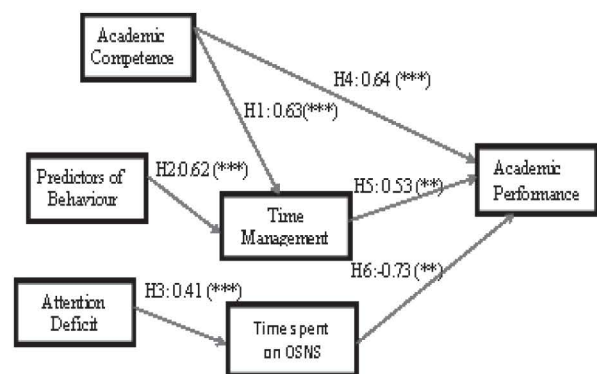 Academic
Competence
H4: 0.64 (***)
H1: 0.63(***)
Predictors of
Behaviour
H2:0.62 (***)
H5: 0.53 (**)
Academic
Performance
Time
Management
H6:-0.73 (**)
Attention
Deficit
H3: 0.41 (***)
Time spent
on OSNS